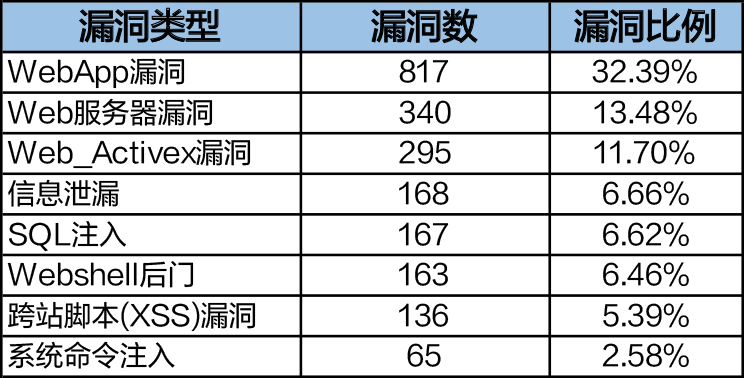 漏洞类型 漏洞数 漏洞比例
WebApp漏洞 817 32.39%
Web服务器漏洞 340 13.48%
Web_Activex漏洞 295 11.70%
信息泄漏 168 6.66%
SQL注入 167 6.62%
Webshell后门 163 6.46%
跨站脚本(XSS)漏洞 136 5.39%
系统命令注入 65 2.58%